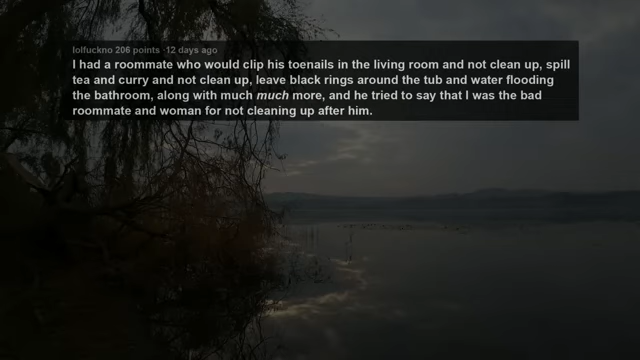 lolfuckno 206 points · 12 days ago
I had a roommate who would clip his toenails in the living room and not clean up, spill
tea and curry and not clean up, leave black rings around the tub and water flooding
the bathroom, along with much much more, and he tried to say that I was the bad
roommate and woman for not cleaning up after him.